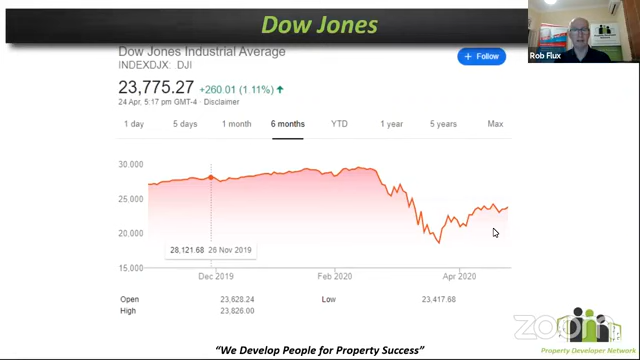 Dow Jones
Rob Flux
Dow Jones Industrial Average
INDEXDJX: DJI
+ Follow
23,775.27 +260.01 (1.11%) ↑
24 Apr, 5:17 pm GMT-4 · Disclaimer
1 day 5 days 1 month 6 months YTD 1 year 5 years Max
30,000
25,000
20,000
15,000
28,121.68 26 Nov 2019
Dec 2019 Feb 2020 Apr 2020
Open 23,628.24 Low 23,417.68
High 23,826.00
zoom
Property Developer Network
“We Develop People for Property Success”